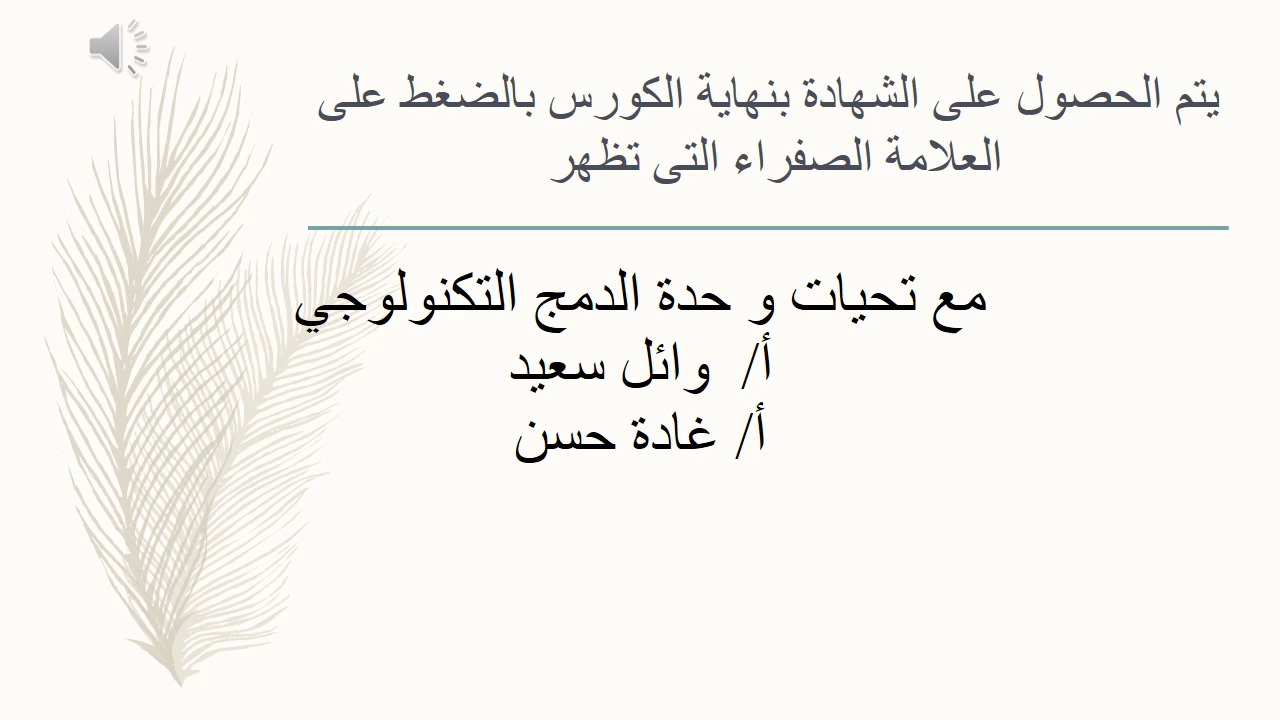 يتم الحصول على الشهادة بنهاية الكورس بالضغط على
العلامة الصفراء التى تظهر
مع تحيات و حدة الدمج التكنولوجي
أ/ وائل سعيد
أ/ غادة حسن